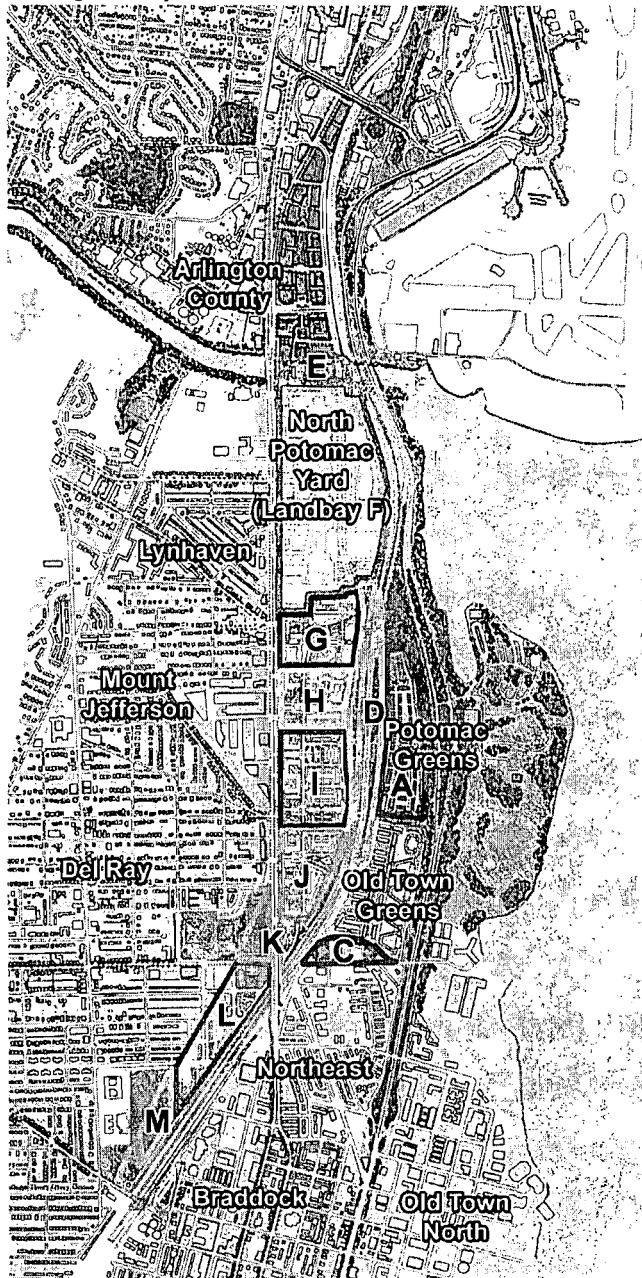 Arlington
County
E
North
Potomac
Yard
(Landbay F)
Lynhaven
G
Mount
Jefferson
H
D
Potomac
Greens
I
A
Del Ray
J
Old Town
Greens
K
C
L
Northeast
M
Braddock
Old Town
North